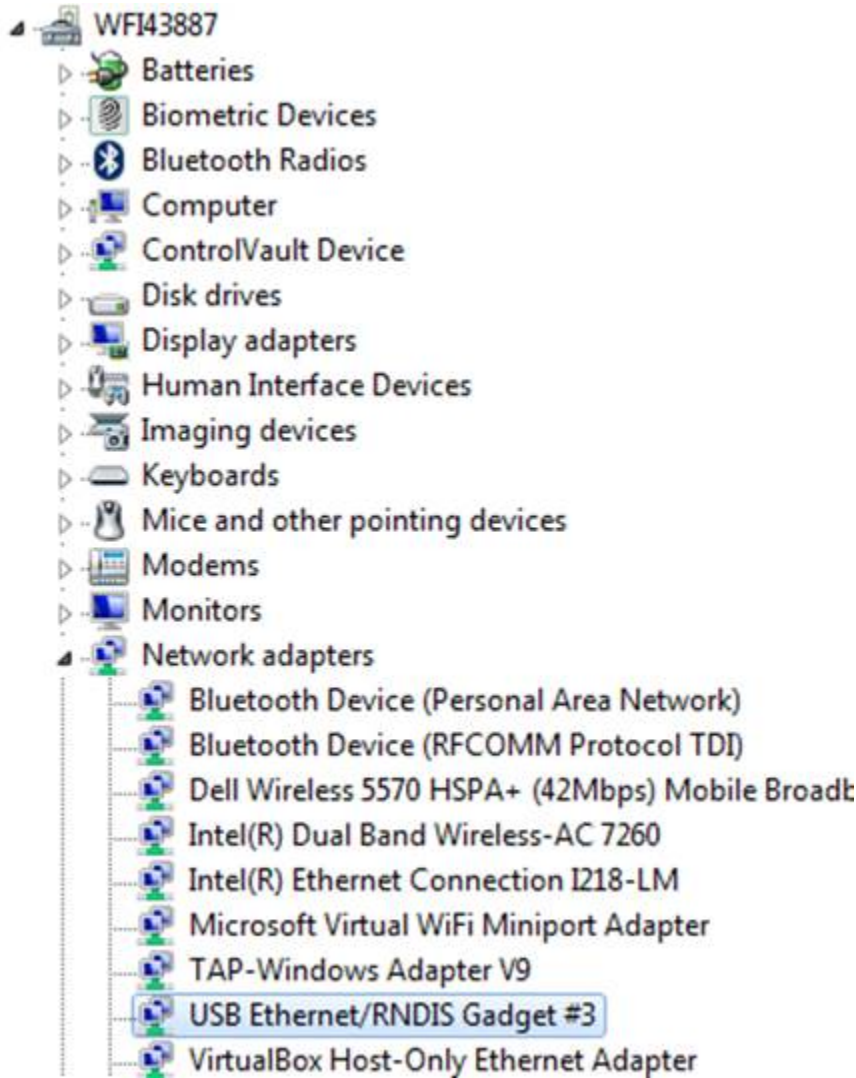 WFI43887
Batteries
Biometric Devices
Bluetooth Radios
Computer
ControlVault Device
Disk drives
Display adapters
Human Interface Devices
Imaging devices
Keyboards
Mice and other pointing devices
Modems
Monitors
Network adapters
Bluetooth Device (Personal Area Network)
Bluetooth Device (RFCOMM Protocol TDI)
Dell Wireless 5570 HSPA+ (42Mbps) Mobile Broadb
Intel(R) Dual Band Wireless-AC 7260
Intel(R) Ethernet Connection I218-LM
Microsoft Virtual WiFi Miniport Adapter
TAP-Windows Adapter V9
USB Ethernet/RNDIS Gadget #3
VirtualBox Host-Only Ethernet Adapter